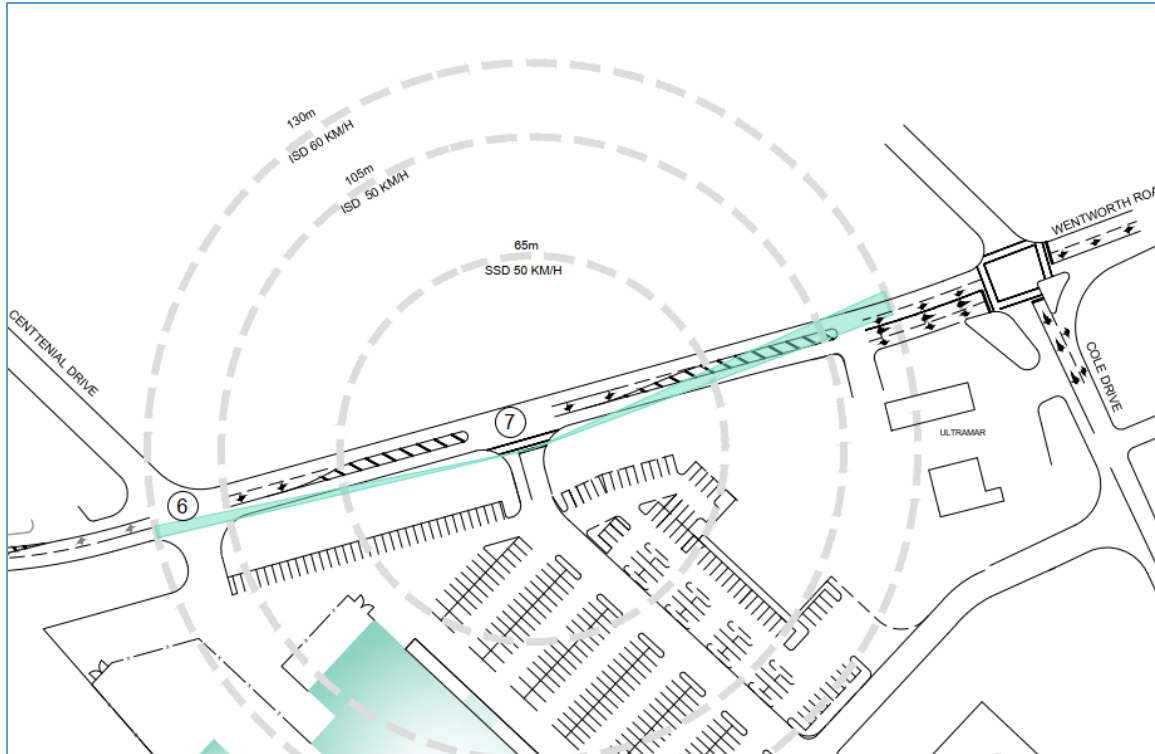 130m
ISD 60 KM/H
105m
ISD 50 KM/H
65m
SSD 50 KM/H
WENTWORTH ROA
CENTTENIAL DRIVE
COLE DRIVE
7
ULTRAMAR
6